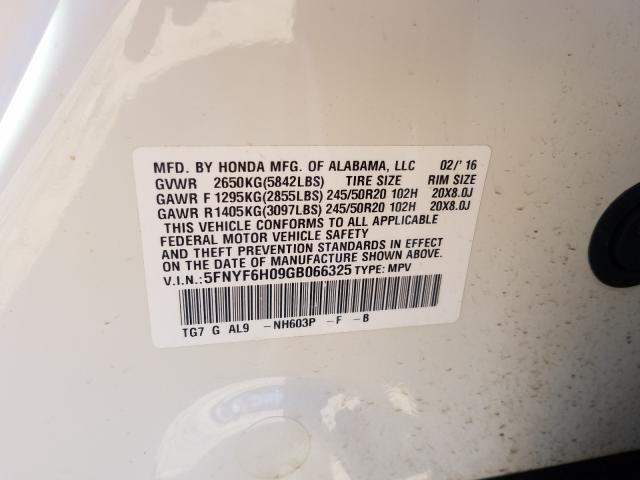 MFD. BY HONDA MFG. OF ALABAMA, LLC 02/'16
GVWR 2650KG(5842LBS) TIRE SIZE RIM SIZE
GAWR F 1295KG(2855LBS) 245/50R20 102H 20X8.0J
GAWR R 1405KG(3097LBS) 245/50R20 102H 20X8.0J
THIS VEHICLE CONFORMS TO ALL APPLICABLE
FEDERAL MOTOR VEHICLE SAFETY
AND THEFT PREVENTION STANDARDS IN EFFECT
ON THE DATE OF MANUFACTURE SHOWN ABOVE.
V.I.N.:5FNYF6H09GB066325 TYPE: MPV
TG7 G AL9 -NH603P -F -B